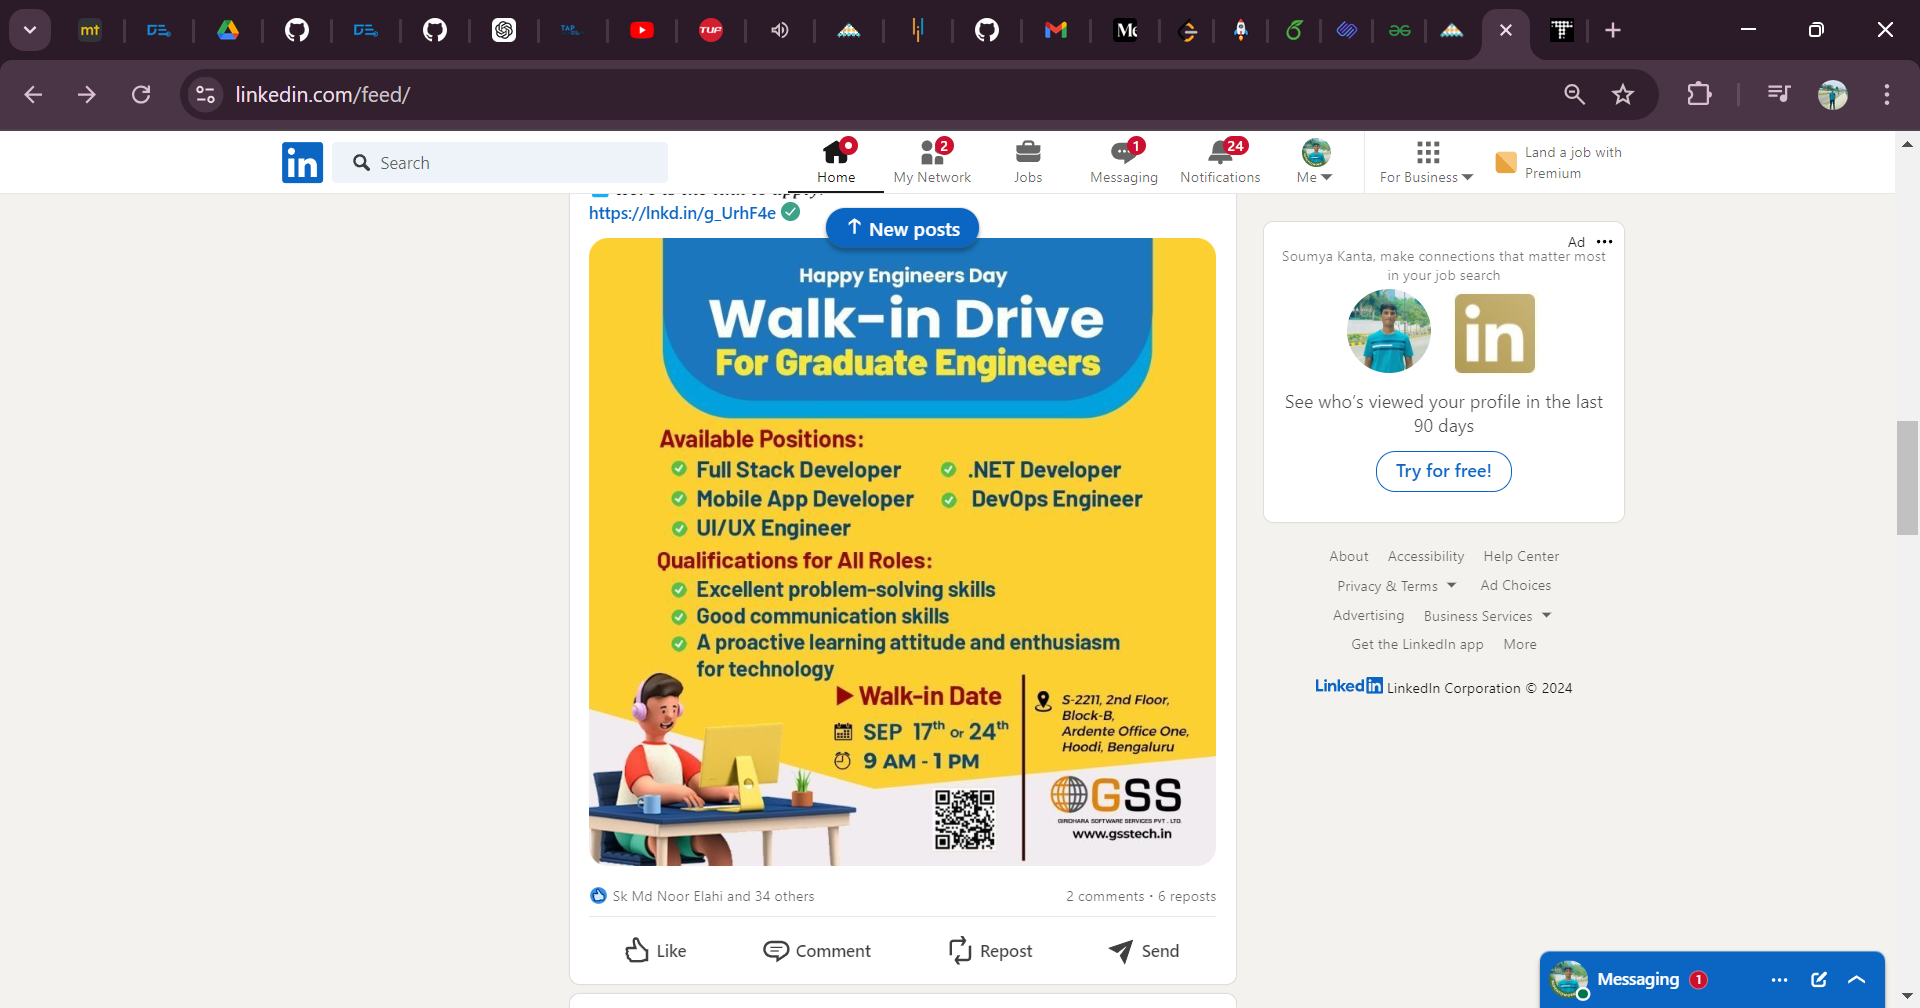 mt
TAP
TUF
linkedin.com/feed/
in
Search
Home
2
My Network
Jobs
1
Messaging
24
Notifications
Me
For Business
Land a job with
Premium
https://lnkd.in/g_UrhF4e
New posts
Happy Engineers Day
Walk-in Drive
For Graduate Engineers
Available Positions:
Full Stack Developer
.NET Developer
Mobile App Developer
DevOps Engineer
UI/UX Engineer
Qualifications for All Roles:
Excellent problem-solving skills
Good communication skills
A proactive learning attitude and enthusiasm
for technology
Walk-in Date
SEP 17th or 24th
9 AM - 1 PM
S-2211, 2nd Floor,
Block-B,
Ardente Office One,
Hoodi, Bengaluru
GSS
GIRIDHARA SOFTWARE SERVICES PVT. LTD.
www.gsstech.in
Sk Md Noor Elahi and 34 others
2 comments • 6 reposts
Like
Comment
Repost
Send
Ad
Soumya Kanta, make connections that matter most
in your job search
in
See who's viewed your profile in the last
90 days
Try for free!
About Accessibility Help Center
Privacy & Terms Ad Choices
Advertising Business Services
Get the LinkedIn app More
LinkedIn LinkedIn Corporation © 2024
Messaging 1